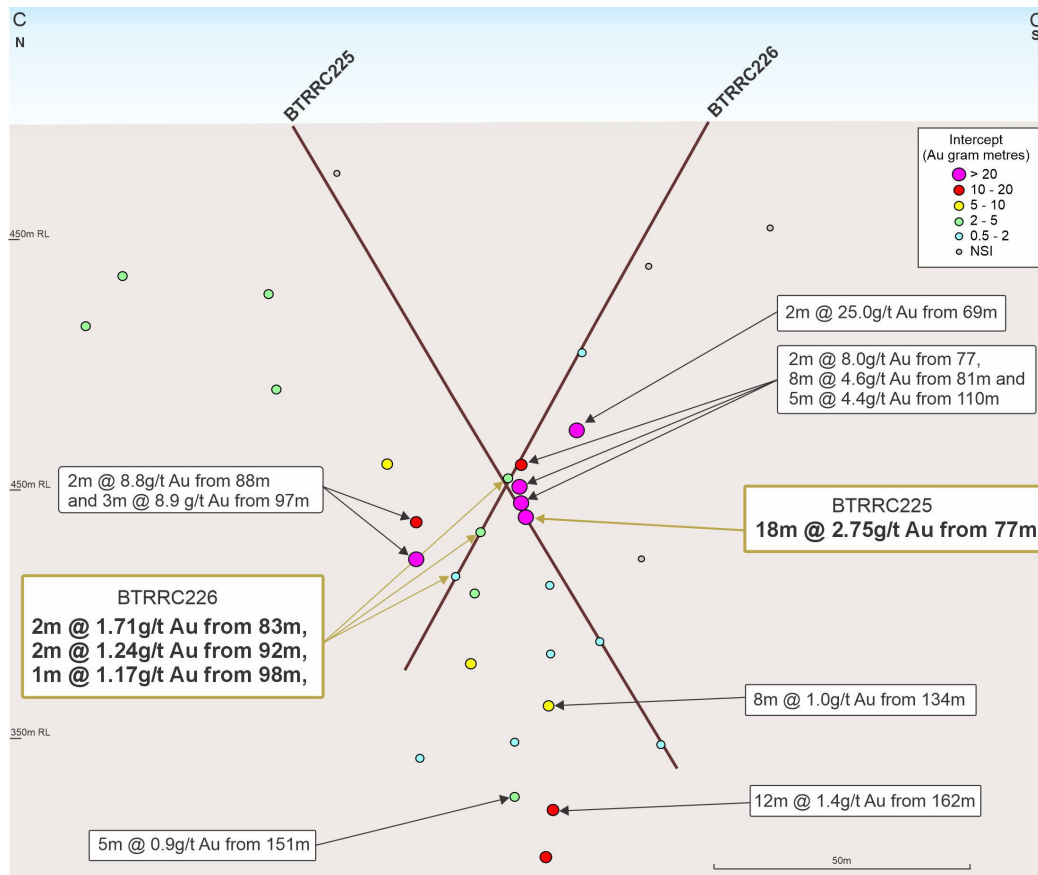 C
N
C
S
BTRRC225
BTRRC226
Intercept
(Au gram metres)
> 20
10 - 20
5 - 10
2 - 5
0.5 - 2
NSI
450m RL
2m @ 25.0g/t Au from 69m
2m @ 8.0g/t Au from 77,
8m @ 4.6g/t Au from 81m and
5m @ 4.4g/t Au from 110m
450m RL
2m @ 8.8g/t Au from 88m
and 3m @ 8.9 g/t Au from 97m
BTRRC225
18m @ 2.75g/t Au from 77m
BTRRC226
2m @ 1.71g/t Au from 83m,
2m @ 1.24g/t Au from 92m,
1m @ 1.17g/t Au from 98m,
8m @ 1.0g/t Au from 134m
350m RL
12m @ 1.4g/t Au from 162m
5m @ 0.9g/t Au from 151m
50m